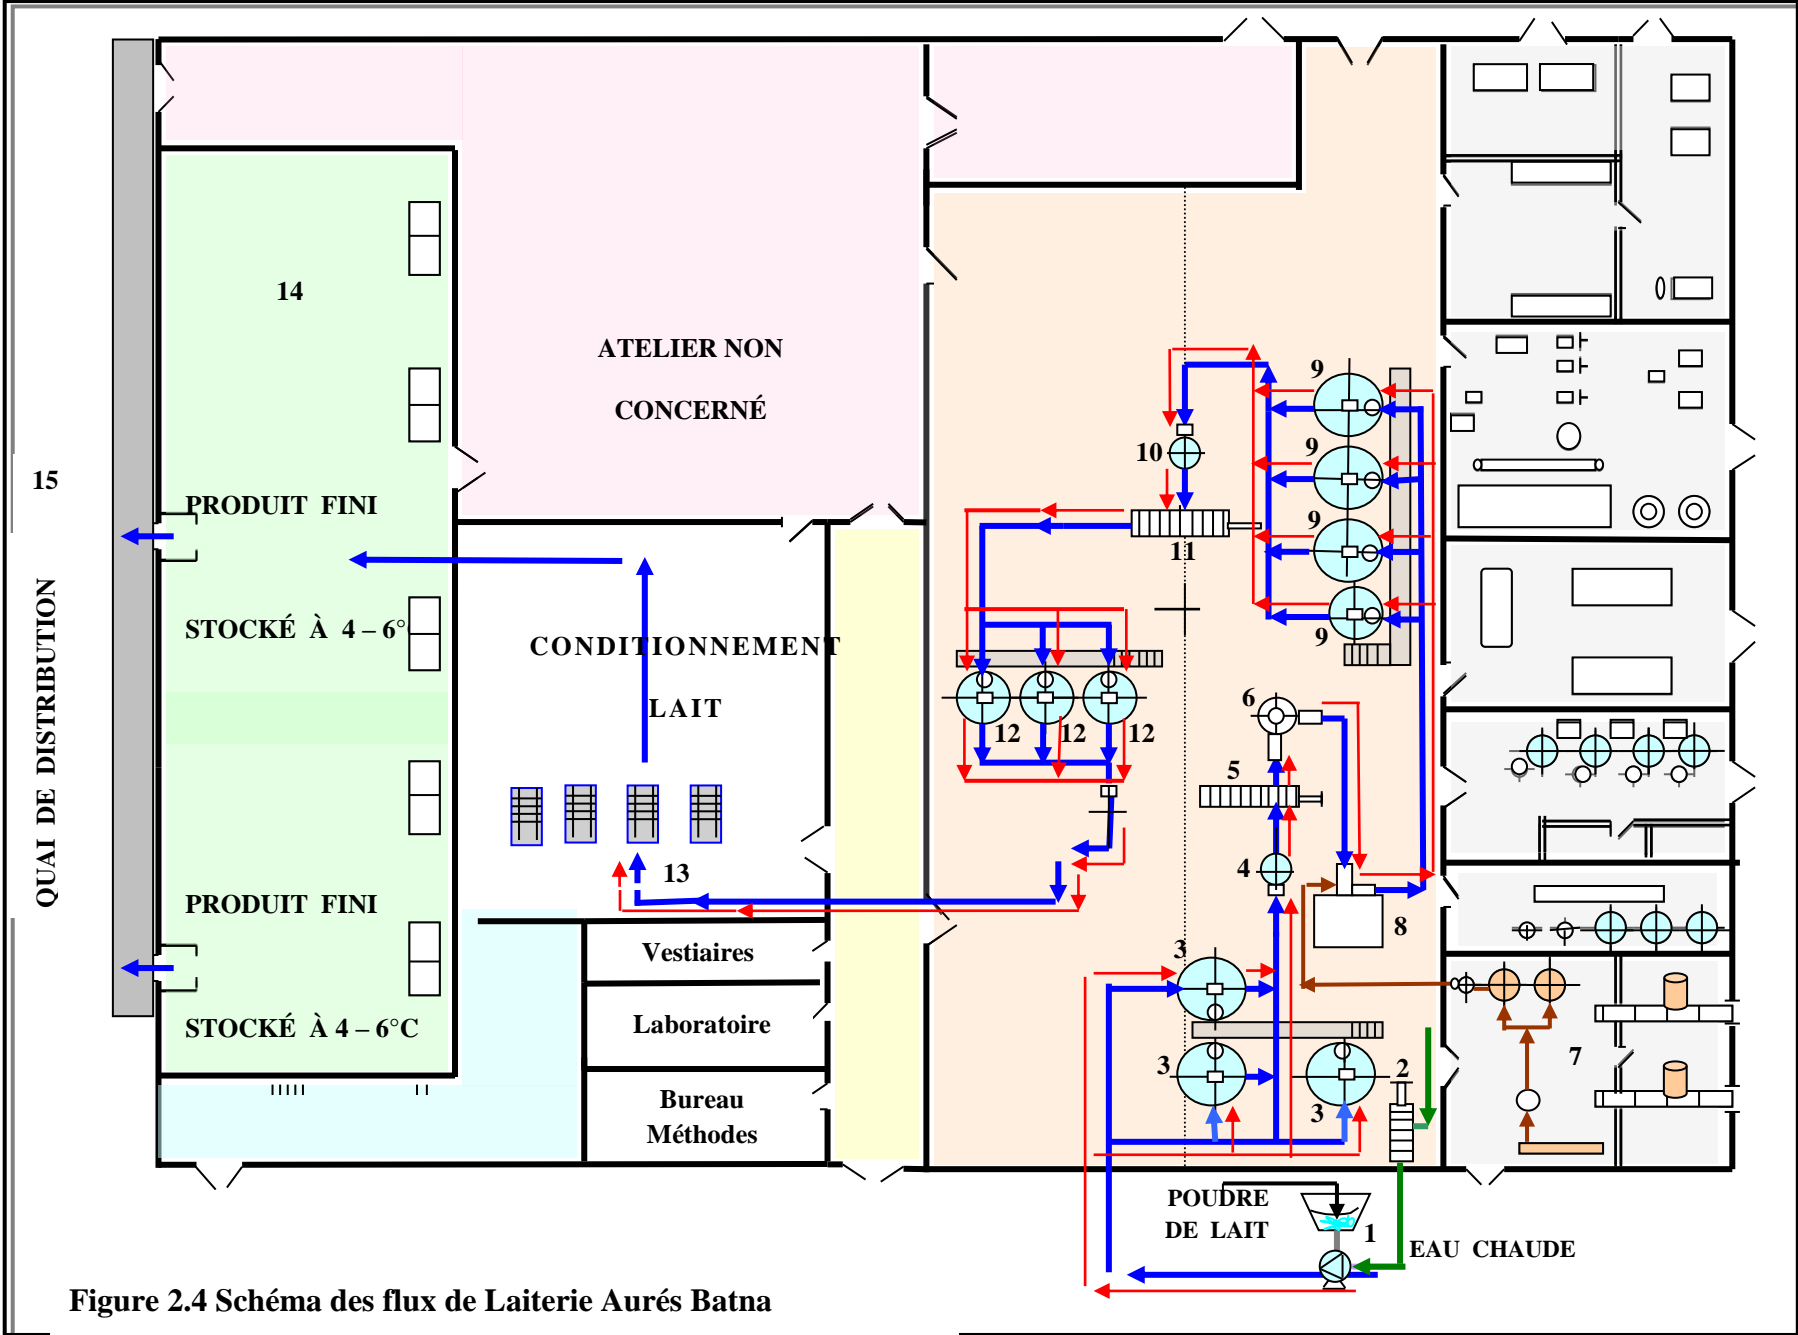 14
ATELIER NON
CONCERNÉ
9
9
10
9
11
9
15
PRODUIT FINI
STOCKÉ À 4 – 6°
CONDITIONNEMENT
LAIT
QUAI DE DISTRIBUTION
6
12
12
12
5
4
13
8
PRODUIT FINI
STOCKÉ À 4 – 6°C
Vestiaires
Laboratoire
Bureau
Méthodes
3
3
3
2
7
POUDRE
DE LAIT
1
EAU CHAUDE
Figure 2.4 Schéma des flux de Laiterie Aurés Batna